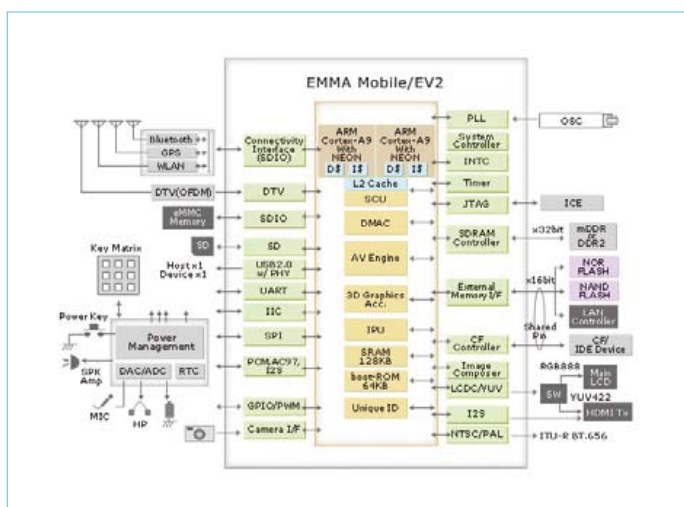 EMMA Mobile/EV2
Bluetooth
GPS
WLAN
DTV(OFDM)
eMMC
Memory
SD
Key Matrix
Host x1
Device x1
Power Key
Power
Management
DAC/ADC
RTC
SPK
Amp
MIC
HP
Connectivity
Interface
(SDIO)
DTV
SDIO
SD
USB2.0
w/ PHY
UART
IIC
SPI
PCM,AC97,
I2S
GPIO/PWM
Camera I/F
ARM
Cortex-A9
With
NEON
D$ I$
ARM
Cortex-A9
With
NEON
D$ I$
L2 Cache
SCU
DMAC
AV Engine
3D Graphics
Acc.
IPU
SRAM
128KB
boot-ROM
64KB
Unique ID
PLL
System
Controller
INTC
Timer
JTAG
SDRAM
Controller
External
Memory I/F
CF
Controller
Image
Composer
LCDC/YUV
I2S
NTSC/PAL
OSC
ICE
x32bit
mDDR
or
DDR2
x16bit
NOR
FLASH
NAND
FLASH
LAN
Controller
Shared
Pin
CF/
IDE Device
RGB888
Main
LCD
SW
YUV422
HDMI Tx
ITU-R BT.656